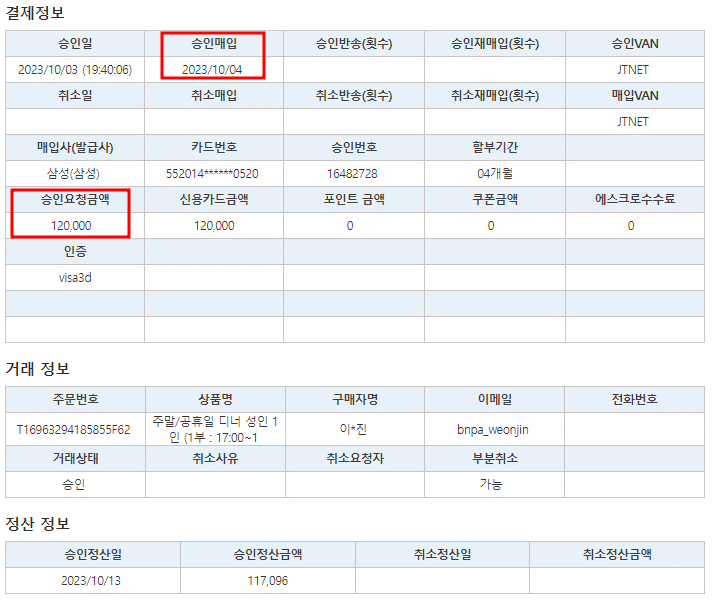 결제정보
승인일 승인매입 승인반송(횟수) 승인재매입(횟수) 승인VAN
2023/10/03 (19:40:06) 2023/10/04 JTNET
취소일 취소매입 취소반송(횟수) 취소재매입(횟수) 매입VAN
JTNET
매입사(발급사) 카드번호 승인번호 할부기간
삼성(삼성) 552014******0520 16482728 04개월
승인요청금액 신용카드금액 포인트 금액 쿠폰금액 에스크로수수료
120,000 120,000 0 0 0
인증
visa3d
거래 정보
주문번호 상품명 구매자명 이메일 전화번호
T16963294185855F62 주말/공휴일 디너 성인 1 이*진 bnpa_weonjin
인 (1부 : 17:00~1
거래상태 취소사유 취소요청자 부분취소
승인 가능
정산 정보
승인정산일 승인정산금액 취소정산일 취소정산금액
2023/10/13 117,096